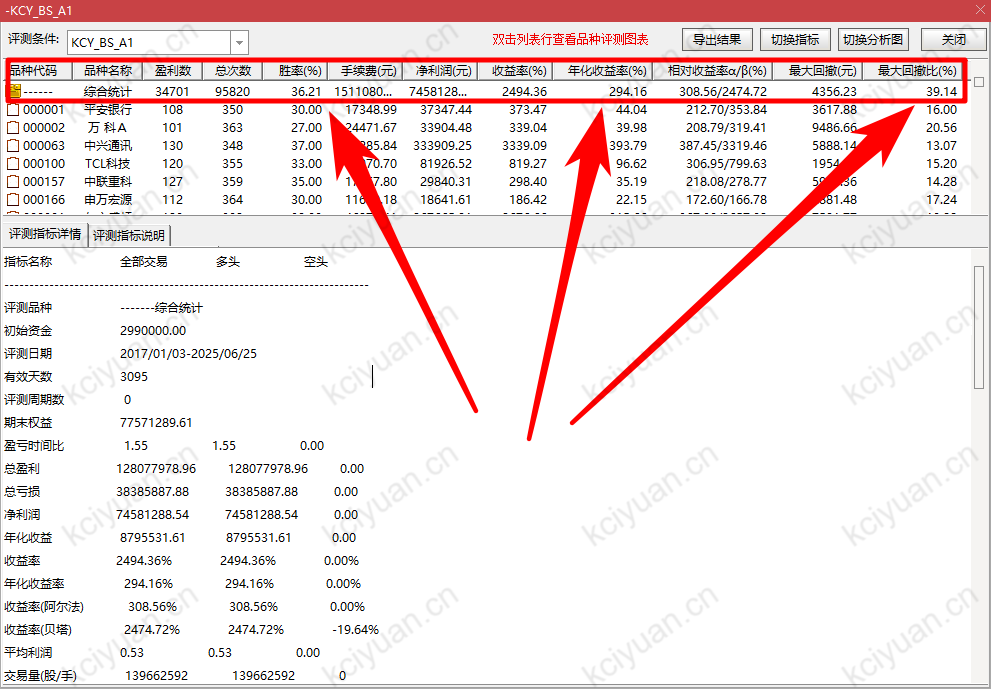 -KCY_BS_A1
评测条件: KCY_BS_A1 双击列表行查看品种评测图表 导出结果 切换指标 切换分析图 关闭
品种代码 品种名称 盈利数 总次数 胜率(%) 手续费(元) 净利润(元) 收益率(%) 年化收益率(%) 相对收益率α/β(%) 最大回撤(元) 最大回撤比(%)
------ 综合统计 34701 95820 36.21 1511080... 7458128... 2494.36 294.16 308.56/2474.72 4356.23 39.14
000001 平安银行 108 350 30.00 17348.99 37347.44 373.47 44.04 212.70/353.84 3617.88 16.00
000002 万 科A 101 363 27.00 24471.67 33904.48 339.04 39.98 208.79/319.41 9486.66 20.56
000063 中兴通讯 130 348 37.00 333909.25 3339.09 393.79 387.45/3319.46 5888.14 13.07
000100 TCL科技 120 355 33.00 81926.52 819.27 96.62 306.95/799.63 15.20
000157 中联重科 127 359 35.00 29840.31 298.40 35.19 218.08/278.77 14.28
000166 申万宏源 112 364 30.00 18641.61 186.42 22.15 172.60/166.78 17.24
评测指标详情 评测指标说明
指标名称 全部交易 多头 空头
评测品种 -------综合统计
初始资金 2990000.00
评测日期 2017/01/03-2025/06/25
有效天数 3095
评测周期数 0
期末权益 77571289.61
盈亏时间比 1.55 1.55 0.00
总盈利 128077978.96 128077978.96 0.00
总亏损 38385887.88 38385887.88 0.00
净利润 74581288.54 74581288.54 0.00
年化收益 8795531.61 8795531.61 0.00
收益率 2494.36% 2494.36% 0.00%
年化收益率 294.16% 294.16% 0.00%
收益率(阿尔法) 308.56% 308.56% 0.00%
收益率(贝塔) 2474.72% 2474.72% -19.64%
平均利润 0.53 0.53 0.00
交易量(股/手) 139662592 139662592 0
kciyuan.cn